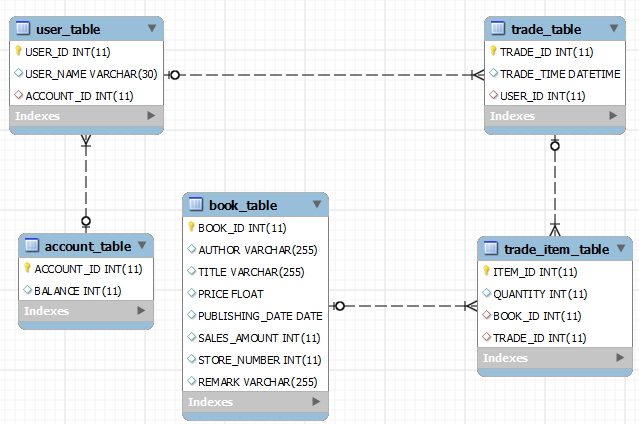 user_table
USER_ID INT(11)
USER_NAME VARCHAR(30)
ACCOUNT_ID INT(11)
Indexes
trade_table
TRADE_ID INT(11)
TRADE_TIME DATETIME
USER_ID INT(11)
Indexes
account_table
ACCOUNT_ID INT(11)
BALANCE INT(11)
Indexes
book_table
BOOK_ID INT(11)
AUTHOR VARCHAR(255)
TITLE VARCHAR(255)
PRICE FLOAT
PUBLISHING_DATE DATE
SALES_AMOUNT INT(11)
STORE_NUMBER INT(11)
REMARK VARCHAR(255)
Indexes
trade_item_table
ITEM_ID INT(11)
QUANTITY INT(11)
BOOK_ID INT(11)
TRADE_ID INT(11)
Indexes